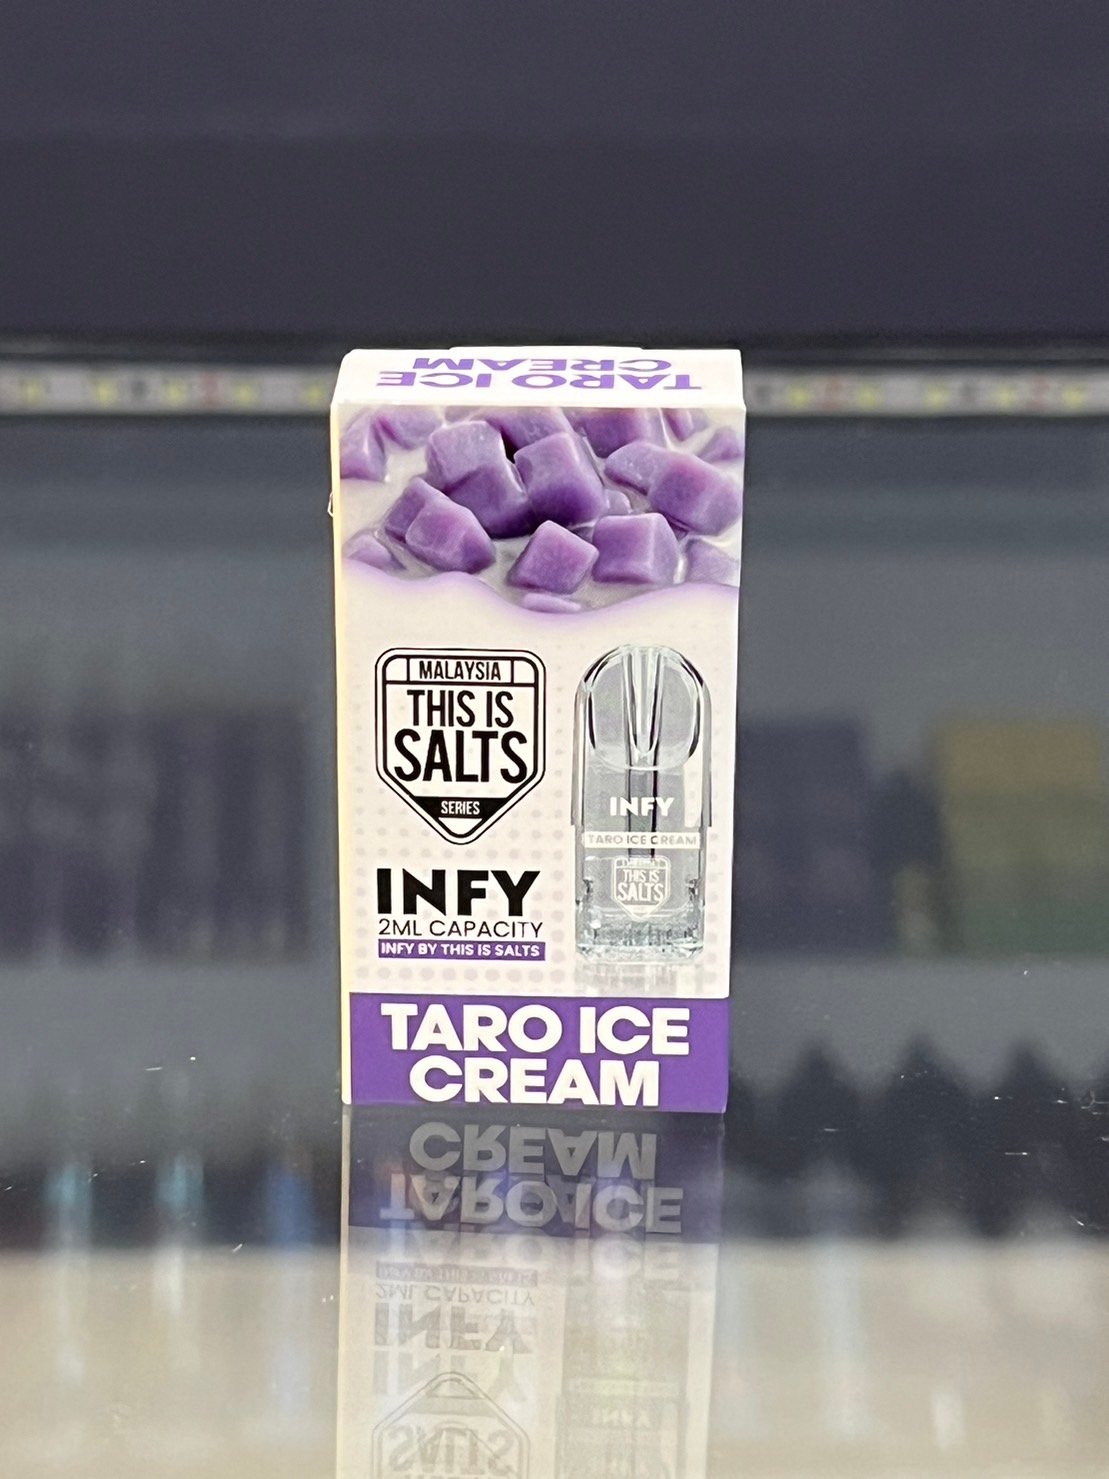 TARO ICE
CREAM
MALAYSIA
THIS IS
SALTS
SERIES
INFY
2ML CAPACITY
INFY BY THIS IS SALTS
INFY
TARO ICE CREAM
THIS IS
SALTS
TARO ICE
CREAM